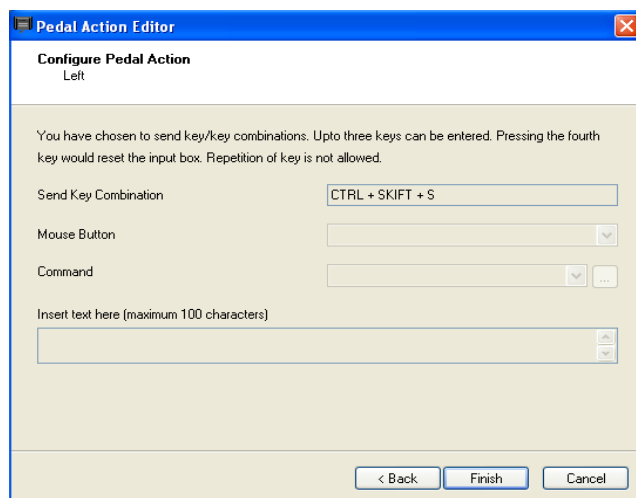 Pedal Action Editor
Configure Pedal Action
Left
You have chosen to send key/key combinations. Upto three keys can be entered. Pressing the fourth
key would reset the input box. Repetition of key is not allowed.
Send Key Combination
CTRL + SKIFT + S
Mouse Button
Command
...
Insert text here (maximum 100 characters)
< Back
Finish
Cancel